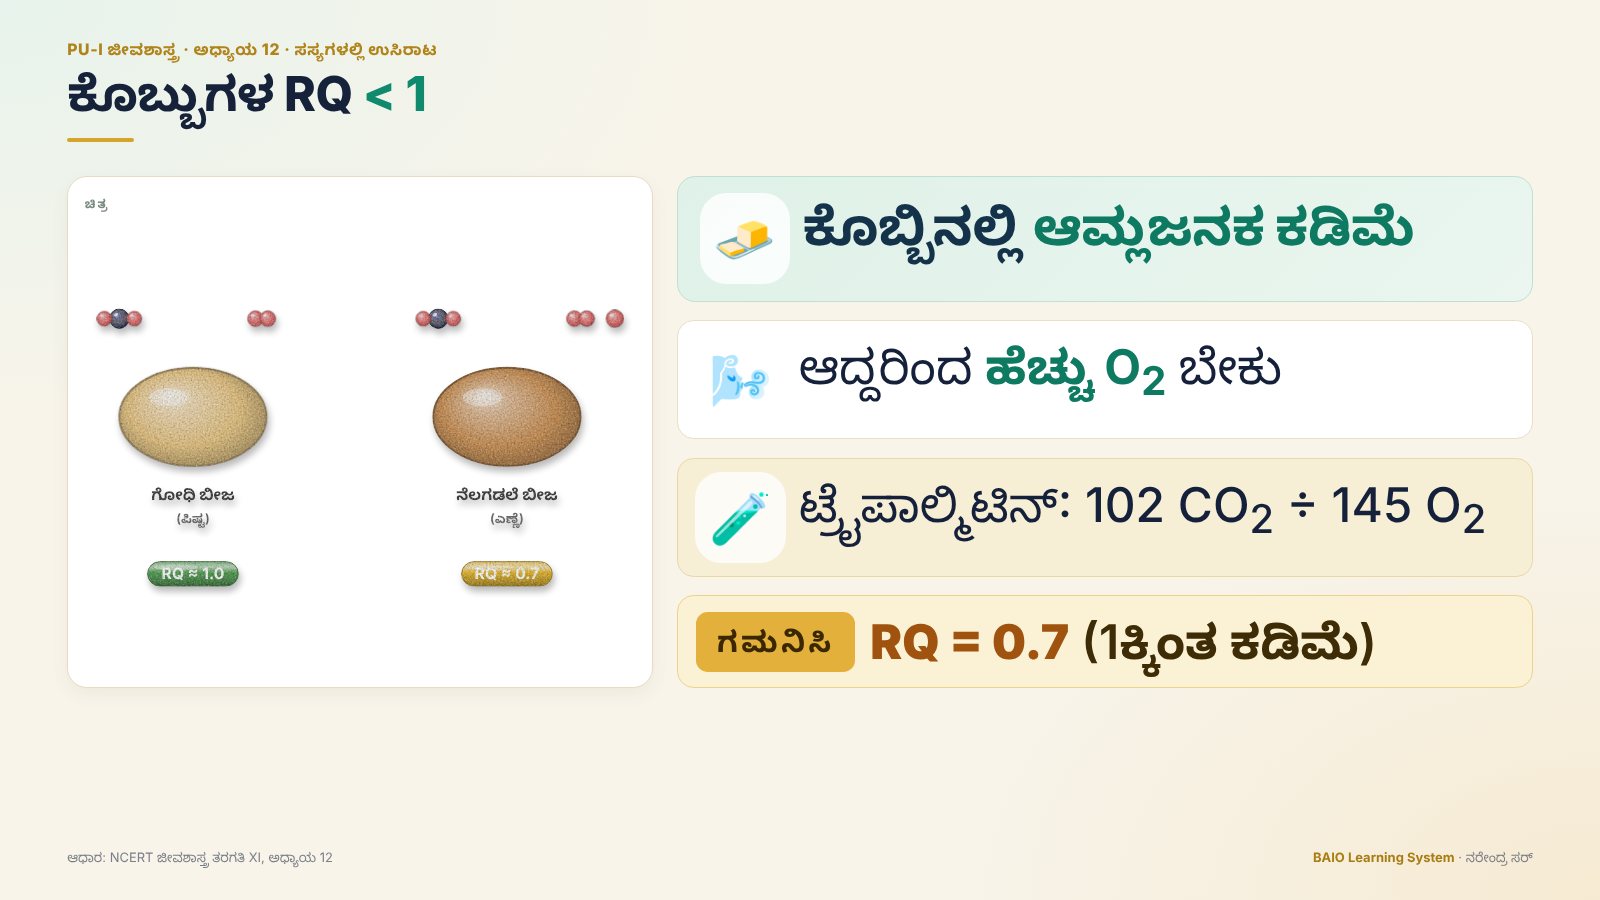 PU-I ಜೀವಶಾಸ್ತ್ರ · ಅಧ್ಯಾಯ 12 · ಸಸ್ಯಗಳಲ್ಲಿ ಉಸಿರಾಟ
ಕೊಬ್ಬುಗಳ RQ < 1
ಚಿತ್ರ
ಗೋಧಿ ಬೀಜ
(ಪಿಷ್ಟ)
RQ ≈ 1.0
ನೆಲಗಡಲೆ ಬೀಜ
(ಎಣ್ಣೆ)
RQ ≈ 0.7
ಕೊಬ್ಬಿನಲ್ಲಿ ಆಮ್ಲಜನಕ ಕಡಿಮೆ
ಆದ್ದರಿಂದ ಹೆಚ್ಚು O₂ ಬೇಕು
ಟ್ರೈಪಾಲ್ಮಿಟಿನ್: 102 CO₂ ÷ 145 O₂
ಗಮನಿಸಿ RQ = 0.7 (1ಕ್ಕಿಂತ ಕಡಿಮೆ)
ಆಧಾರ: NCERT ಜೀವಶಾಸ್ತ್ರ ತರಗತಿ XI, ಅಧ್ಯಾಯ 12
BAIO Learning System · ನರೇಂದ್ರ ಸರ್